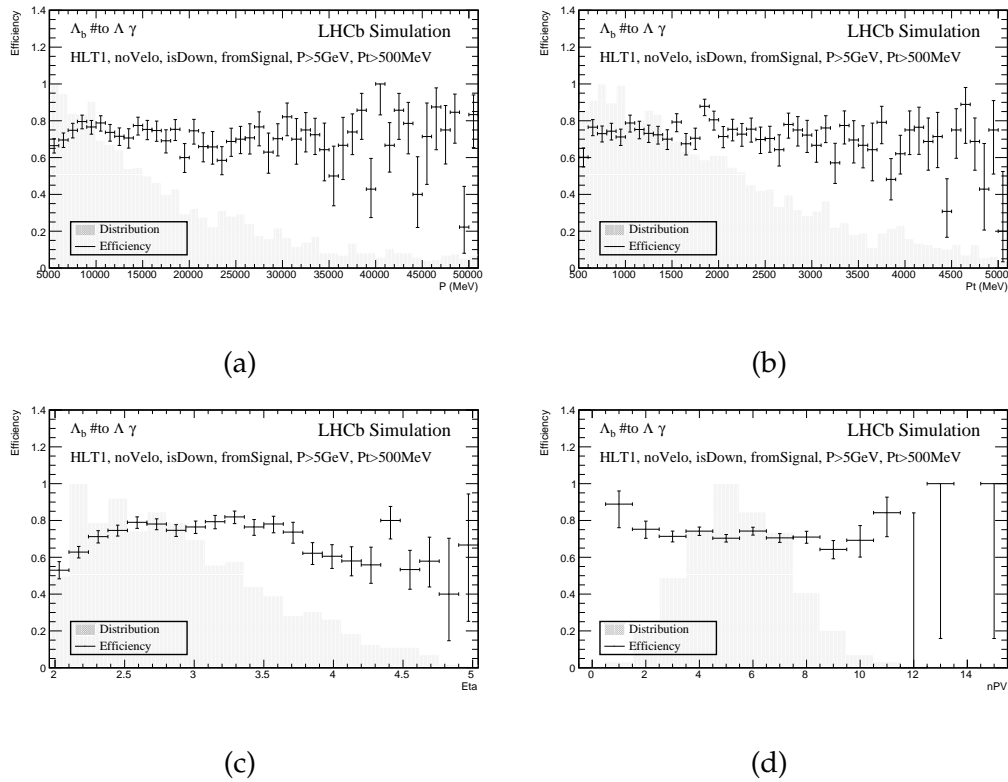 Efficiency
1.4
1.2
1
0.8
0.6
0.4
0.2
0
Λb #to Λ γ
LHCb Simulation
HLT1, noVelo, isDown, fromSignal, P>5GeV, Pt>500MeV
Distribution
Efficiency
5000 10000 15000 20000 25000 30000 35000 40000 45000 50000
P (MeV)
(a)
Efficiency
1.4
1.2
1
0.8
0.6
0.4
0.2
0
Λb #to Λ γ
LHCb Simulation
HLT1, noVelo, isDown, fromSignal, P>5GeV, Pt>500MeV
Distribution
Efficiency
500 1000 1500 2000 2500 3000 3500 4000 4500 5000
Pt (MeV)
(b)
Efficiency
1.4
1.2
1
0.8
0.6
0.4
0.2
0
Λb #to Λ γ
LHCb Simulation
HLT1, noVelo, isDown, fromSignal, P>5GeV, Pt>500MeV
Distribution
Efficiency
2 2.5 3 3.5 4 4.5 5
Eta
(c)
Efficiency
1.4
1.2
1
0.8
0.6
0.4
0.2
0
Λb #to Λ γ
LHCb Simulation
HLT1, noVelo, isDown, fromSignal, P>5GeV, Pt>500MeV
Distribution
Efficiency
0 2 4 6 8 10 12 14
nPV
(d)